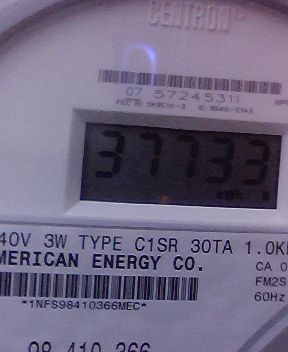 CENTRON®
07 57245311
37733
kWh
40V 3W TYPE C1SR 30TA 1.0K
MERICAN ENERGY CO.
CA 0
FM2S
*1NFS98410366MEC*
60Hz
98 410 366